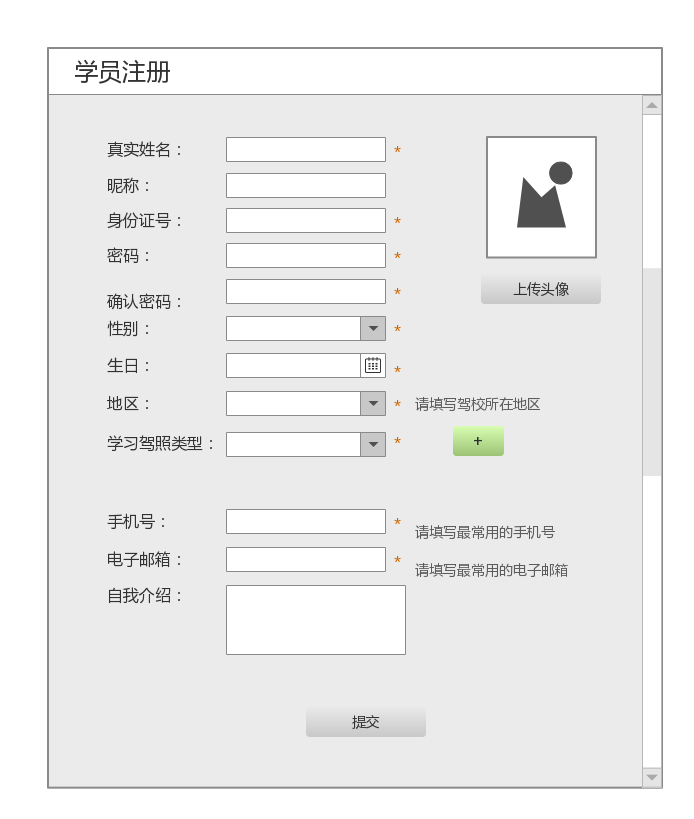 学员注册
真实姓名： *
昵称：
身份证号： *
密码： *
上传头像
确认密码： *
性别： *
生日： *
地区： * 请填写驾校所在地区
学习驾照类型： * +
手机号： * 请填写最常用的手机号
电子邮箱： * 请填写最常用的电子邮箱
自我介绍：
提交